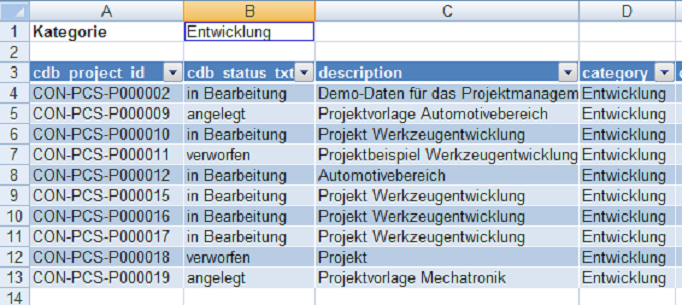 A B C D
1 Kategorie Entwicklung
2
3 cdb_project_id cdb_status_txt description category
4 CON-PCS-P000002 in Bearbeitung Demo-Daten für das Projektmanagem Entwicklung
5 CON-PCS-P000009 angelegt Projektvorlage Automotivebereich Entwicklung
6 CON-PCS-P000010 in Bearbeitung Projekt Werkzeugentwicklung Entwicklung
7 CON-PCS-P000011 verworfen Projektbeispiel Werkzeugentwicklung Entwicklung
8 CON-PCS-P000012 in Bearbeitung Automotivebereich Entwicklung
9 CON-PCS-P000015 in Bearbeitung Projekt Werkzeugentwicklung Entwicklung
10 CON-PCS-P000016 in Bearbeitung Projekt Werkzeugentwicklung Entwicklung
11 CON-PCS-P000017 in Bearbeitung Projekt Werkzeugentwicklung Entwicklung
12 CON-PCS-P000018 verworfen Projekt Entwicklung
13 CON-PCS-P000019 angelegt Projektvorlage Mechatronik Entwicklung
14